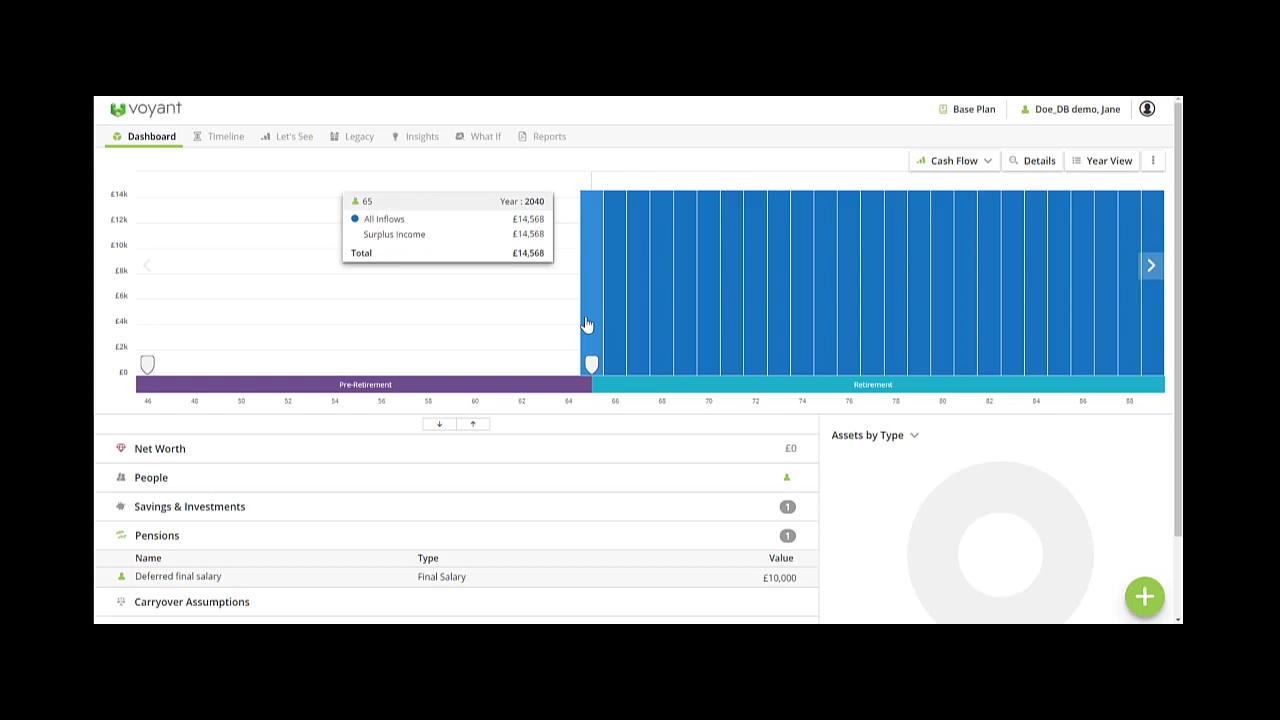 voyant
Base Plan
Doe_DB demo, Jane
Dashboard Timeline Let's See Legacy Insights What If Reports
Cash Flow Details Year View
£14k
£12k
£10k
£8k
£6k
£4k
£2k
£0
65 Year : 2040
All Inflows £14,568
Surplus Income £14,568
Total £14,568
Pre-Retirement Retirement
46 48 50 52 54 56 58 60 62 64 66 68 70 72 74 76 78 80 82 84 86 88
Net Worth £0
People
Savings & Investments 1
Pensions 1
Name Type Value
Deferred final salary Final Salary £10,000
Carryover Assumptions
Assets by Type